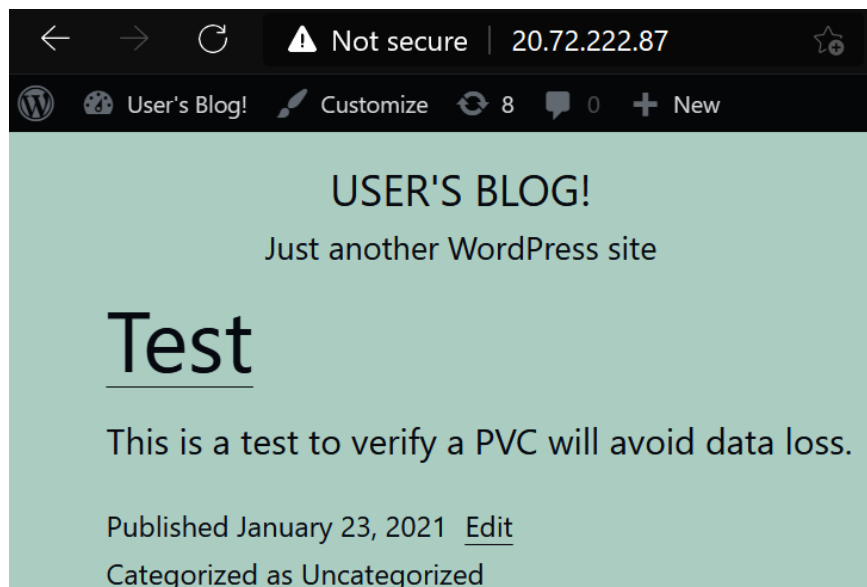 Not secure 20.72.222.87
User's Blog! Customize 8 0 New
USER'S BLOG!
Just another WordPress site
Test
This is a test to verify a PVC will avoid data loss.
Published January 23, 2021 Edit
Categorized as Uncategorized